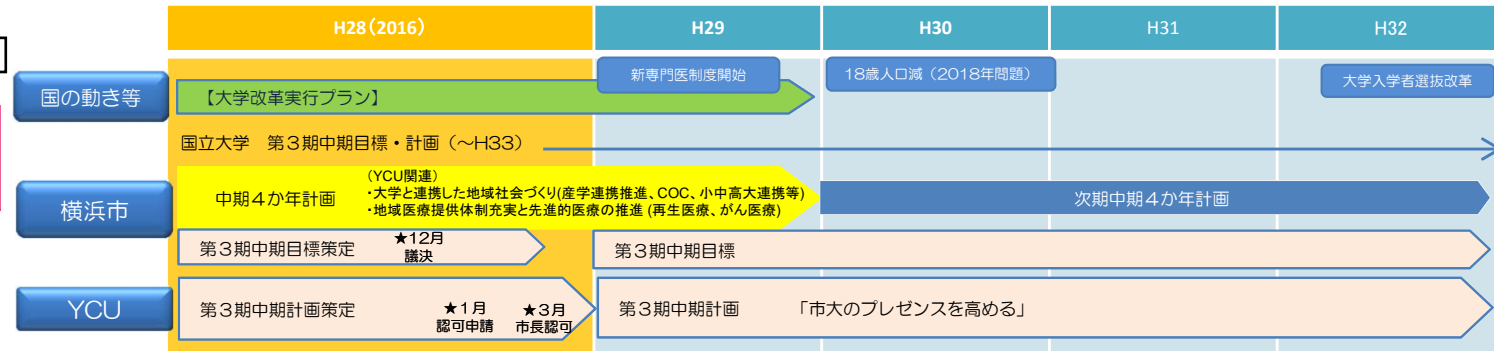 H28(2016)
H29
H30
H31
H32
国の動き等
新専門医制度開始
18歳人口減(2018年問題)
大学入学者選抜改革
【大学改革実行プラン】
国立大学 第3期中期目標・計画(~H33)
横浜市
中期4か年計画
(YCU関連)
・大学と連携した地域社会づくり(産学連携推進、COC、小中高大連携等)
・地域医療提供体制充実と先進的医療の推進 (再生医療、がん医療)
次期中期4か年計画
第3期中期目標策定
★12月
議決
第3期中期目標
YCU
第3期中期計画策定
★1月
認可申請
★3月
市長認可
第3期中期計画 「市大のプレゼンスを高める」